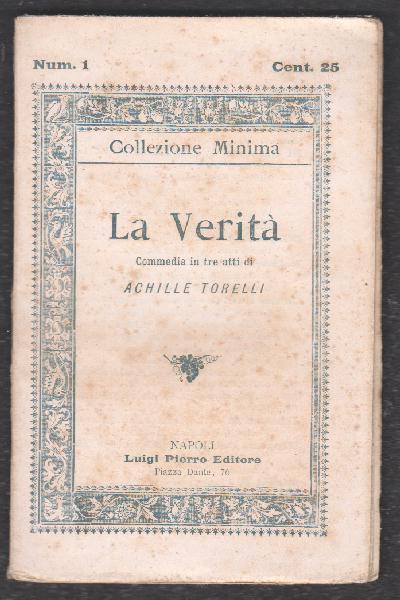 Num. 1
Cent. 25
Collezione Minima
La Verità
Commedia in tre atti di
ACHILLE TORELLI
NAPOLI
Luigi Pierro Editore
Piazza Dante, 76